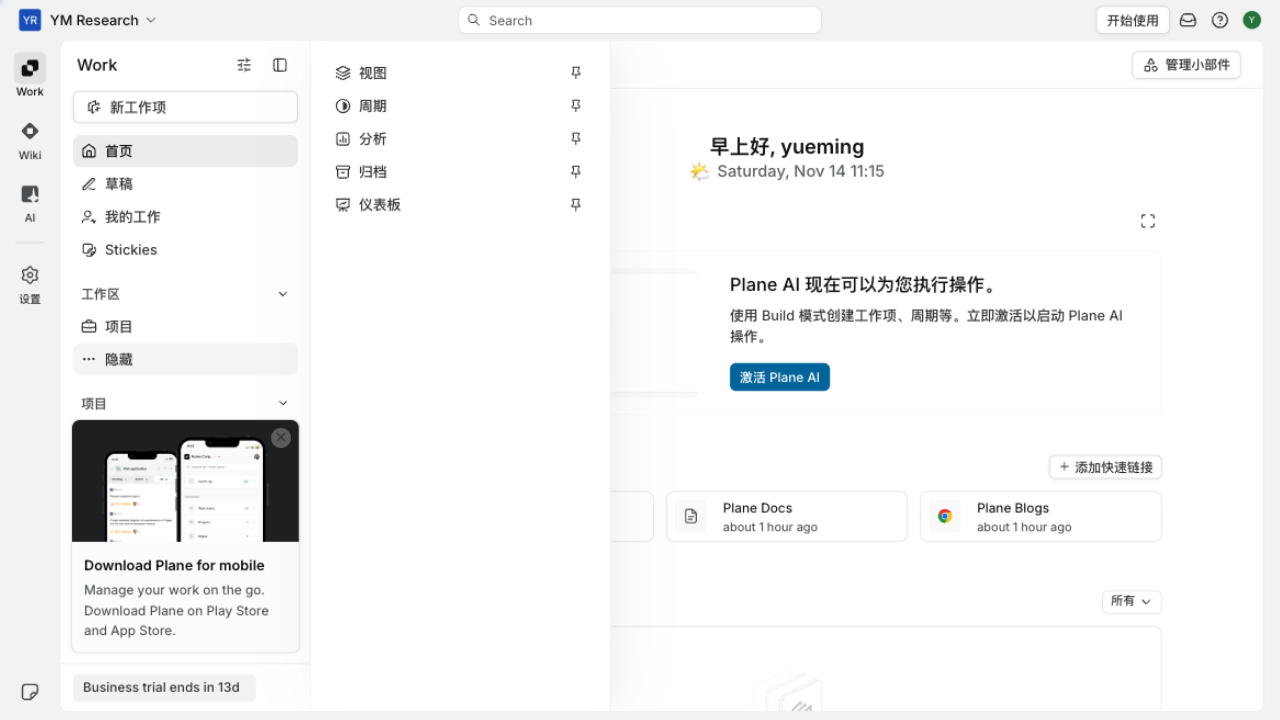 YR YM Research
Search
开始使用
Y
Work
Wiki
AI
设置
Work
新工作项
首页
草稿
我的工作
Stickies
工作区
项目
隐藏
项目
Download Plane for mobile
Manage your work on the go.
Download Plane on Play Store
and App Store.
Business trial ends in 13d
视图
周期
分析
归档
仪表板
管理小部件
早上好, yueming
Saturday, Nov 14 11:15
Plane AI 现在可以为您执行操作。
使用 Build 模式创建工作项、周期等。立即激活以启动 Plane AI
操作。
激活 Plane AI
添加快速链接
Plane Docs
about 1 hour ago
Plane Blogs
about 1 hour ago
所有